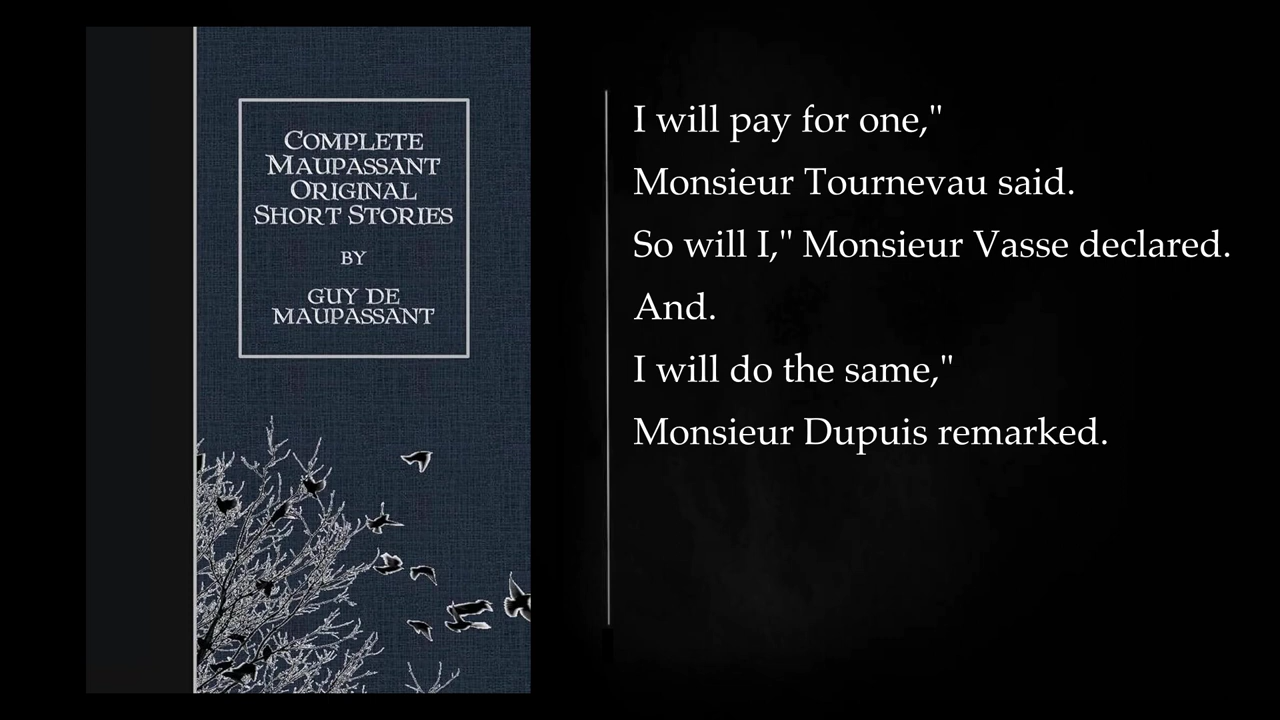 COMPLETE
MAUPASSANT
ORIGINAL
SHORT STORIES
BY
GUY DE
MAUPASSANT
I will pay for one,"
Monsieur Tournevau said.
So will I," Monsieur Vasse declared.
And.
I will do the same,"
Monsieur Dupuis remarked.